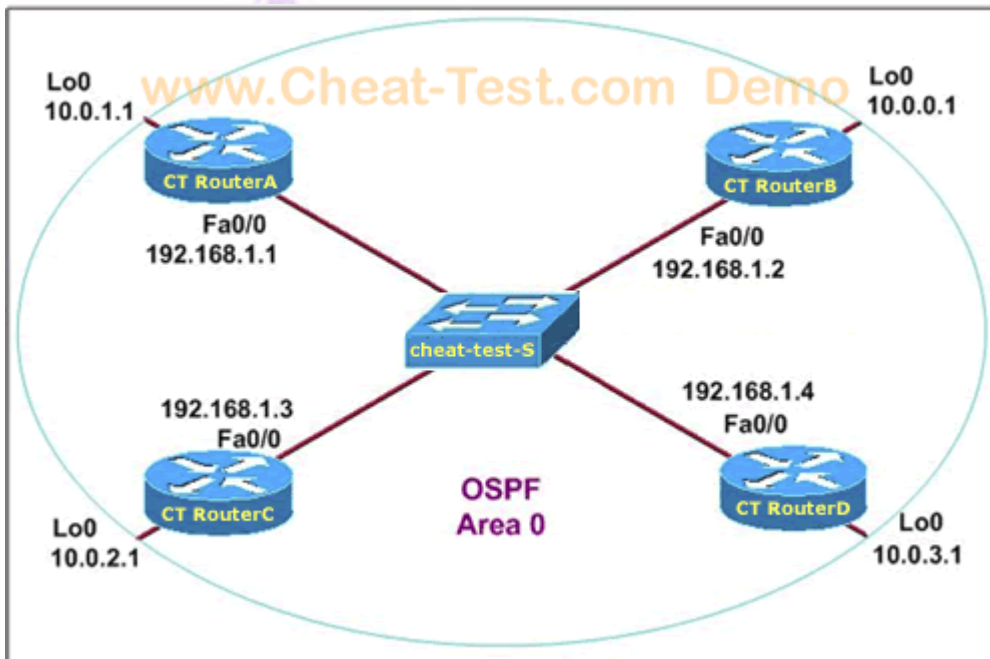 www.Cheat-Test.com Demo
Lo0
10.0.1.1
Lo0
10.0.0.1
CT RouterA
CT RouterB
Fa0/0
192.168.1.1
Fa0/0
192.168.1.2
cheat-test-S
192.168.1.3
Fa0/0
192.168.1.4
Fa0/0
CT RouterC
CT RouterD
OSPF
Area 0
Lo0
10.0.2.1
Lo0
10.0.3.1